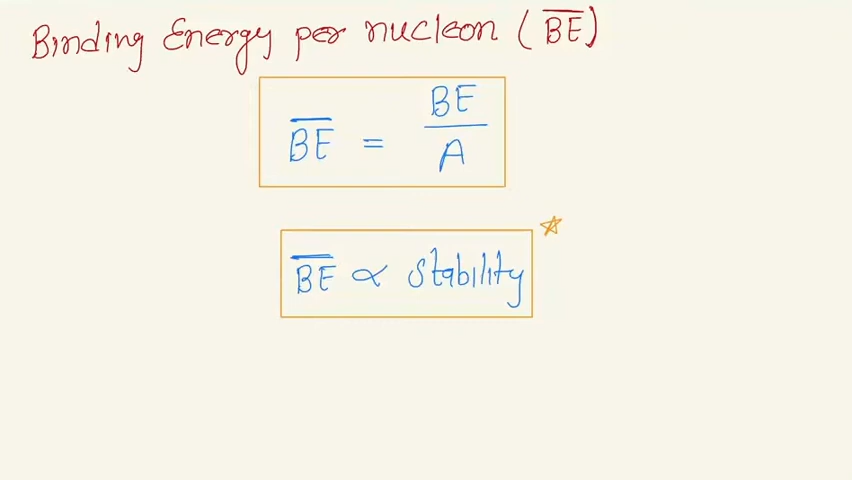 Binding Energy per nucleon (B̅E̅)
B̅E̅ = BE/A
B̅E̅ ∝ Stability